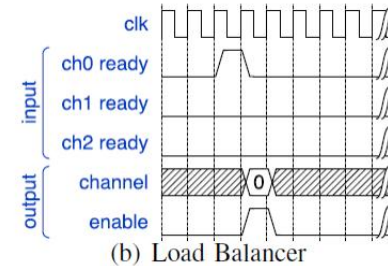 clk
input
ch0 ready
ch1 ready
ch2 ready
output
channel
0
enable
(b) Load Balancer